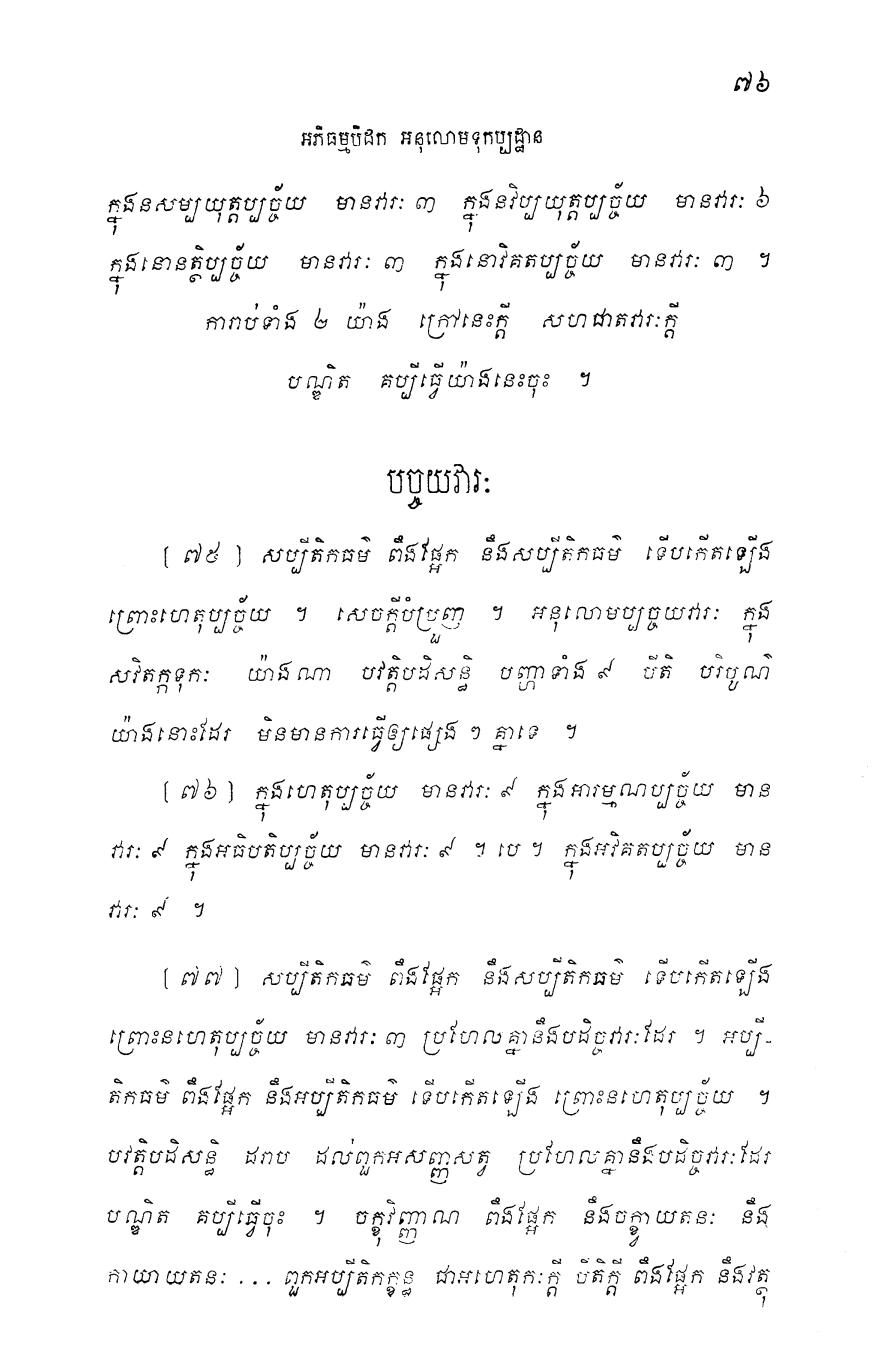 ៧៦
អភិធម្មបិដក អនុលោមទុកប្បដ្ឋាន
ក្នុងនសម្បយុត្តប្បច្ច័យ មានវារៈ ៣ ក្នុងនវិប្បយុត្តប្បច្ច័យ មានវារៈ ៦
ក្នុងនោនត្ថិប្បច្ច័យ មានវារៈ ៣ ក្នុងនោវិគតប្បច្ច័យ មានវារៈ ៣ ។
ការរាប់ទាំង ២ យ៉ាង ក្រៅនេះក្តី សហជាតវារៈក្តី
បណ្ឌិត គប្បីធ្វើយ៉ាងនេះចុះ ។
បច្ចយវារៈ
[ ៧៥ ] សប្បីតិកធម៌ ពឹងផ្អែក នឹងសប្បីតិកធម៌ ទើបកើតឡើង
ព្រោះហេតុប្បច្ច័យ ។ សេចក្តីបំប្រួញ ។ អនុលោមប្បច្ចយវារៈ ក្នុង
សវិតក្កទុកៈ យ៉ាងណា បវត្តិបដិសន្ធិ បញ្ហាទាំង ៩ បីតិ បរិបូណ៌
យ៉ាងនោះដែរ មិនមានការធ្វើឲ្យផ្សេង ៗ គ្នាទេ ។
[ ៧៦ ] ក្នុងហេតុប្បច្ច័យ មានវារៈ ៩ ក្នុងអារម្មណប្បច្ច័យ មាន
វារៈ ៩ ក្នុងអធិបតិប្បច្ច័យ មានវារៈ ៩ ។ បេ ។ ក្នុងអវិគតប្បច្ច័យ មាន
វារៈ ៩ ។
[ ៧៧ ] សប្បីតិកធម៌ ពឹងផ្អែក នឹងសប្បីតិកធម៌ ទើបកើតឡើង
ព្រោះនហេតុប្បច្ច័យ មានវារៈ ៣ ប្រហែលគ្នានឹងបដិច្ចវារៈដែរ ។ អប្បី-
តិកធម៌ ពឹងផ្អែក នឹងអប្បីតិកធម៌ ទើបកើតឡើង ព្រោះនហេតុប្បច្ច័យ ។
បវត្តិបដិសន្ធិ ដរាប ដល់ពួកអសញ្ញសត្វ ប្រហែលគ្នានឹងបដិច្ចវារៈដែរ
បណ្ឌិត គប្បីធ្វើចុះ ។ ចក្ខុវិញ្ញាណ ពឹងផ្អែក នឹងចក្ខ្វាយតនៈ នឹង
កាយាយតនៈ ... ពួកអប្បីតិកក្ខន្ធ ជាអហេតុកៈក្តី បីតិក្តី ពឹងផ្អែក នឹងវត្ថុ